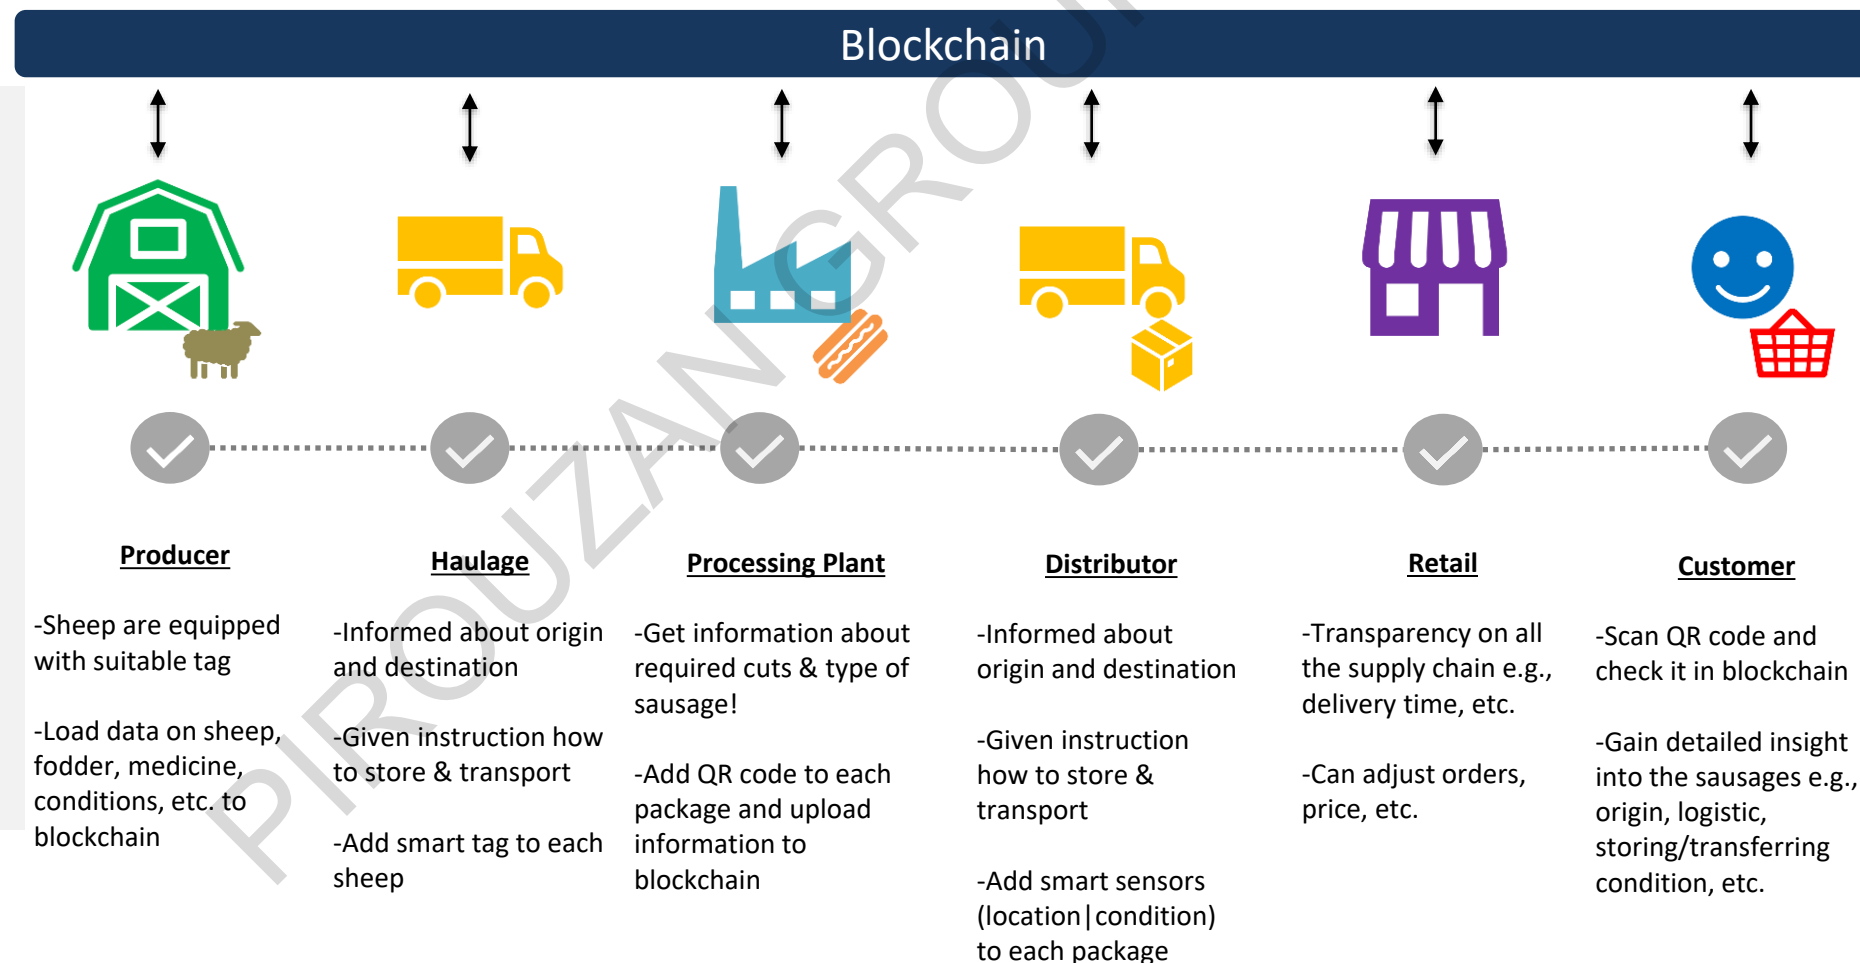 Blockchain
PIROUZAN GROUP
Producer
-Sheep are equipped
with suitable tag
-Load data on sheep,
fodder, medicine,
conditions, etc. to
blockchain
Haulage
-Informed about origin
and destination
-Given instruction how
to store & transport
-Add smart tag to each
sheep
Processing Plant
-Get information about
required cuts & type of
sausage!
-Add QR code to each
package and upload
information to
blockchain
Distributor
-Informed about
origin and destination
-Given instruction
how to store &
transport
-Add smart sensors
(location|condition)
to each package
Retail
-Transparency on all
the supply chain e.g.,
delivery time, etc.
-Can adjust orders,
price, etc.
Customer
-Scan QR code and
check it in blockchain
-Gain detailed insight
into the sausages e.g.,
origin, logistic,
storing/transferring
condition, etc.